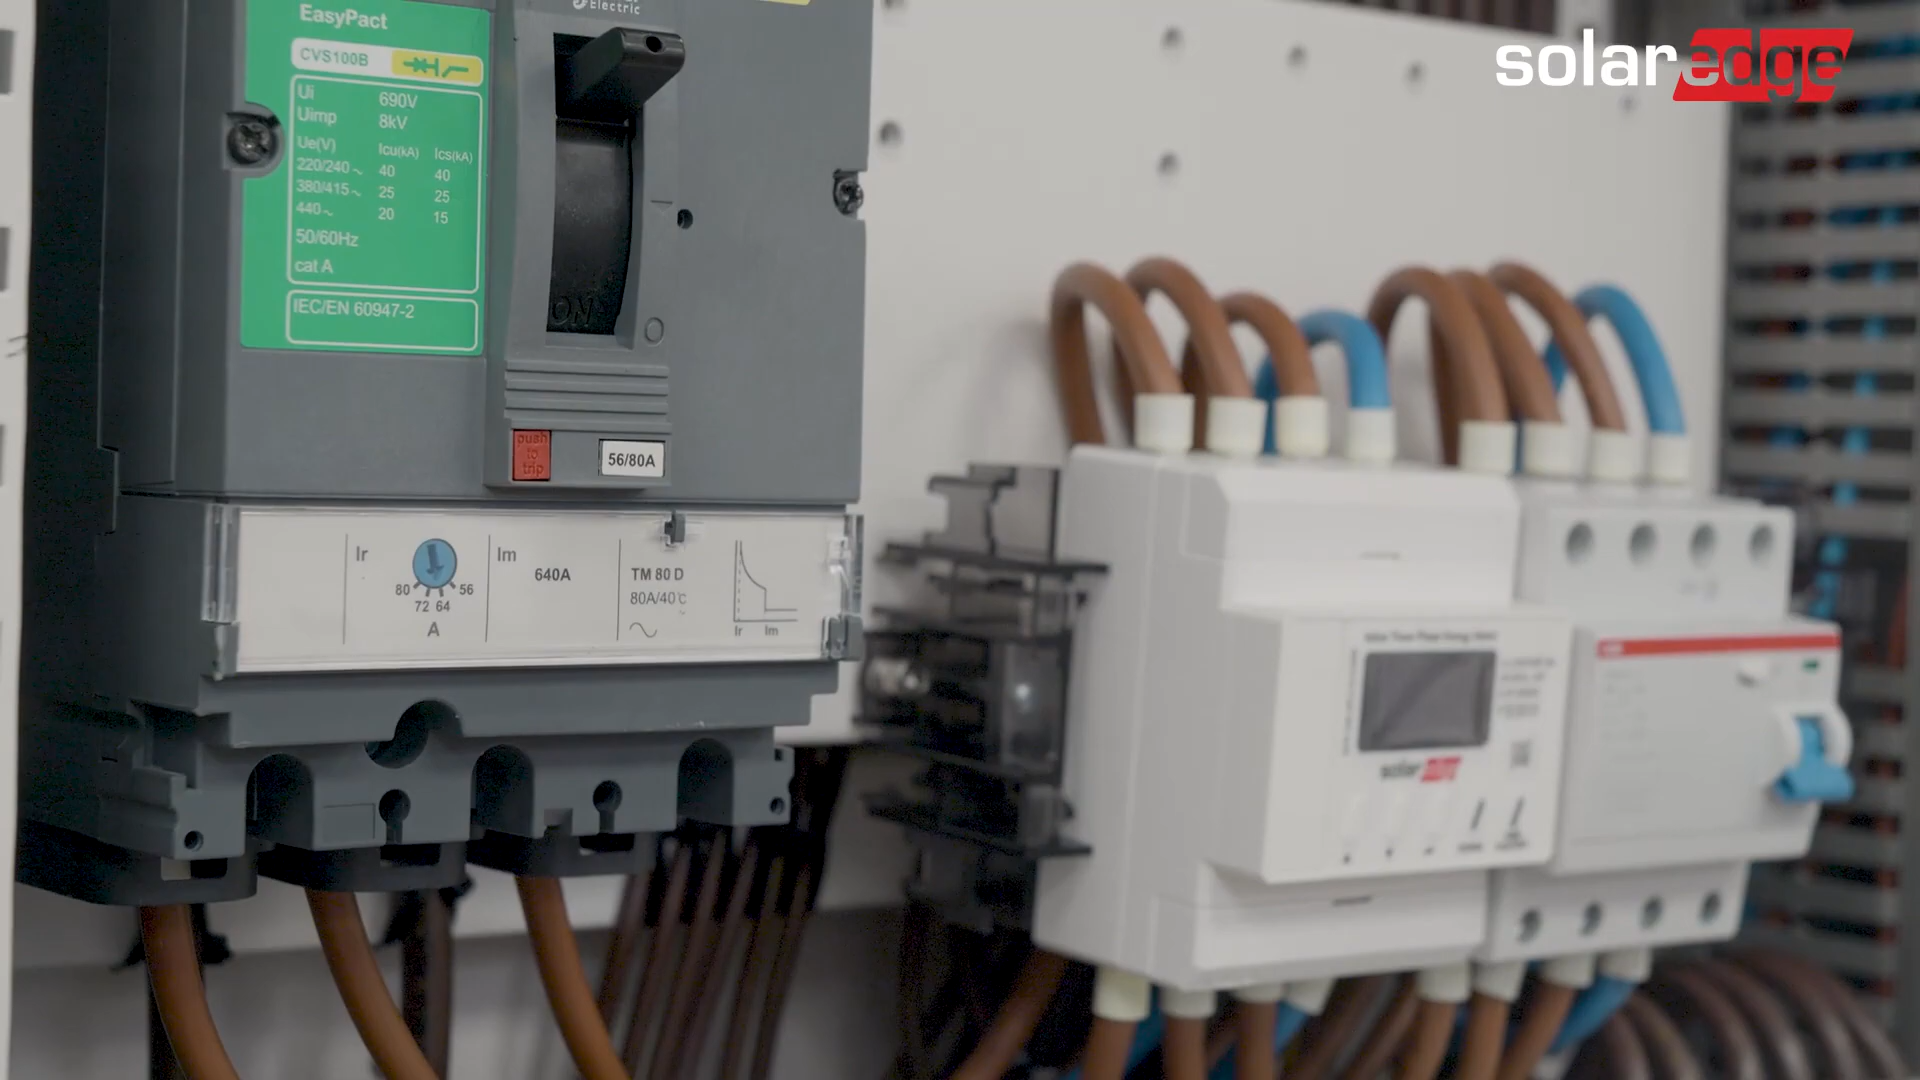 Electric
solaredge
EasyPact
CVS100B
Ui 690V
Uimp 8kV
Ue(V) Icu(kA) Ics(kA)
220/240~ 40 40
380/415~ 25 25
440~ 20 15
50/60Hz
cat A
IEC/EN 60947-2
ON
O
push
to
trip
56/80A
Ir
80 56
72 64
A
Im
640A
TM 80 D
80A/40°C
~
Ir Im
solaredge